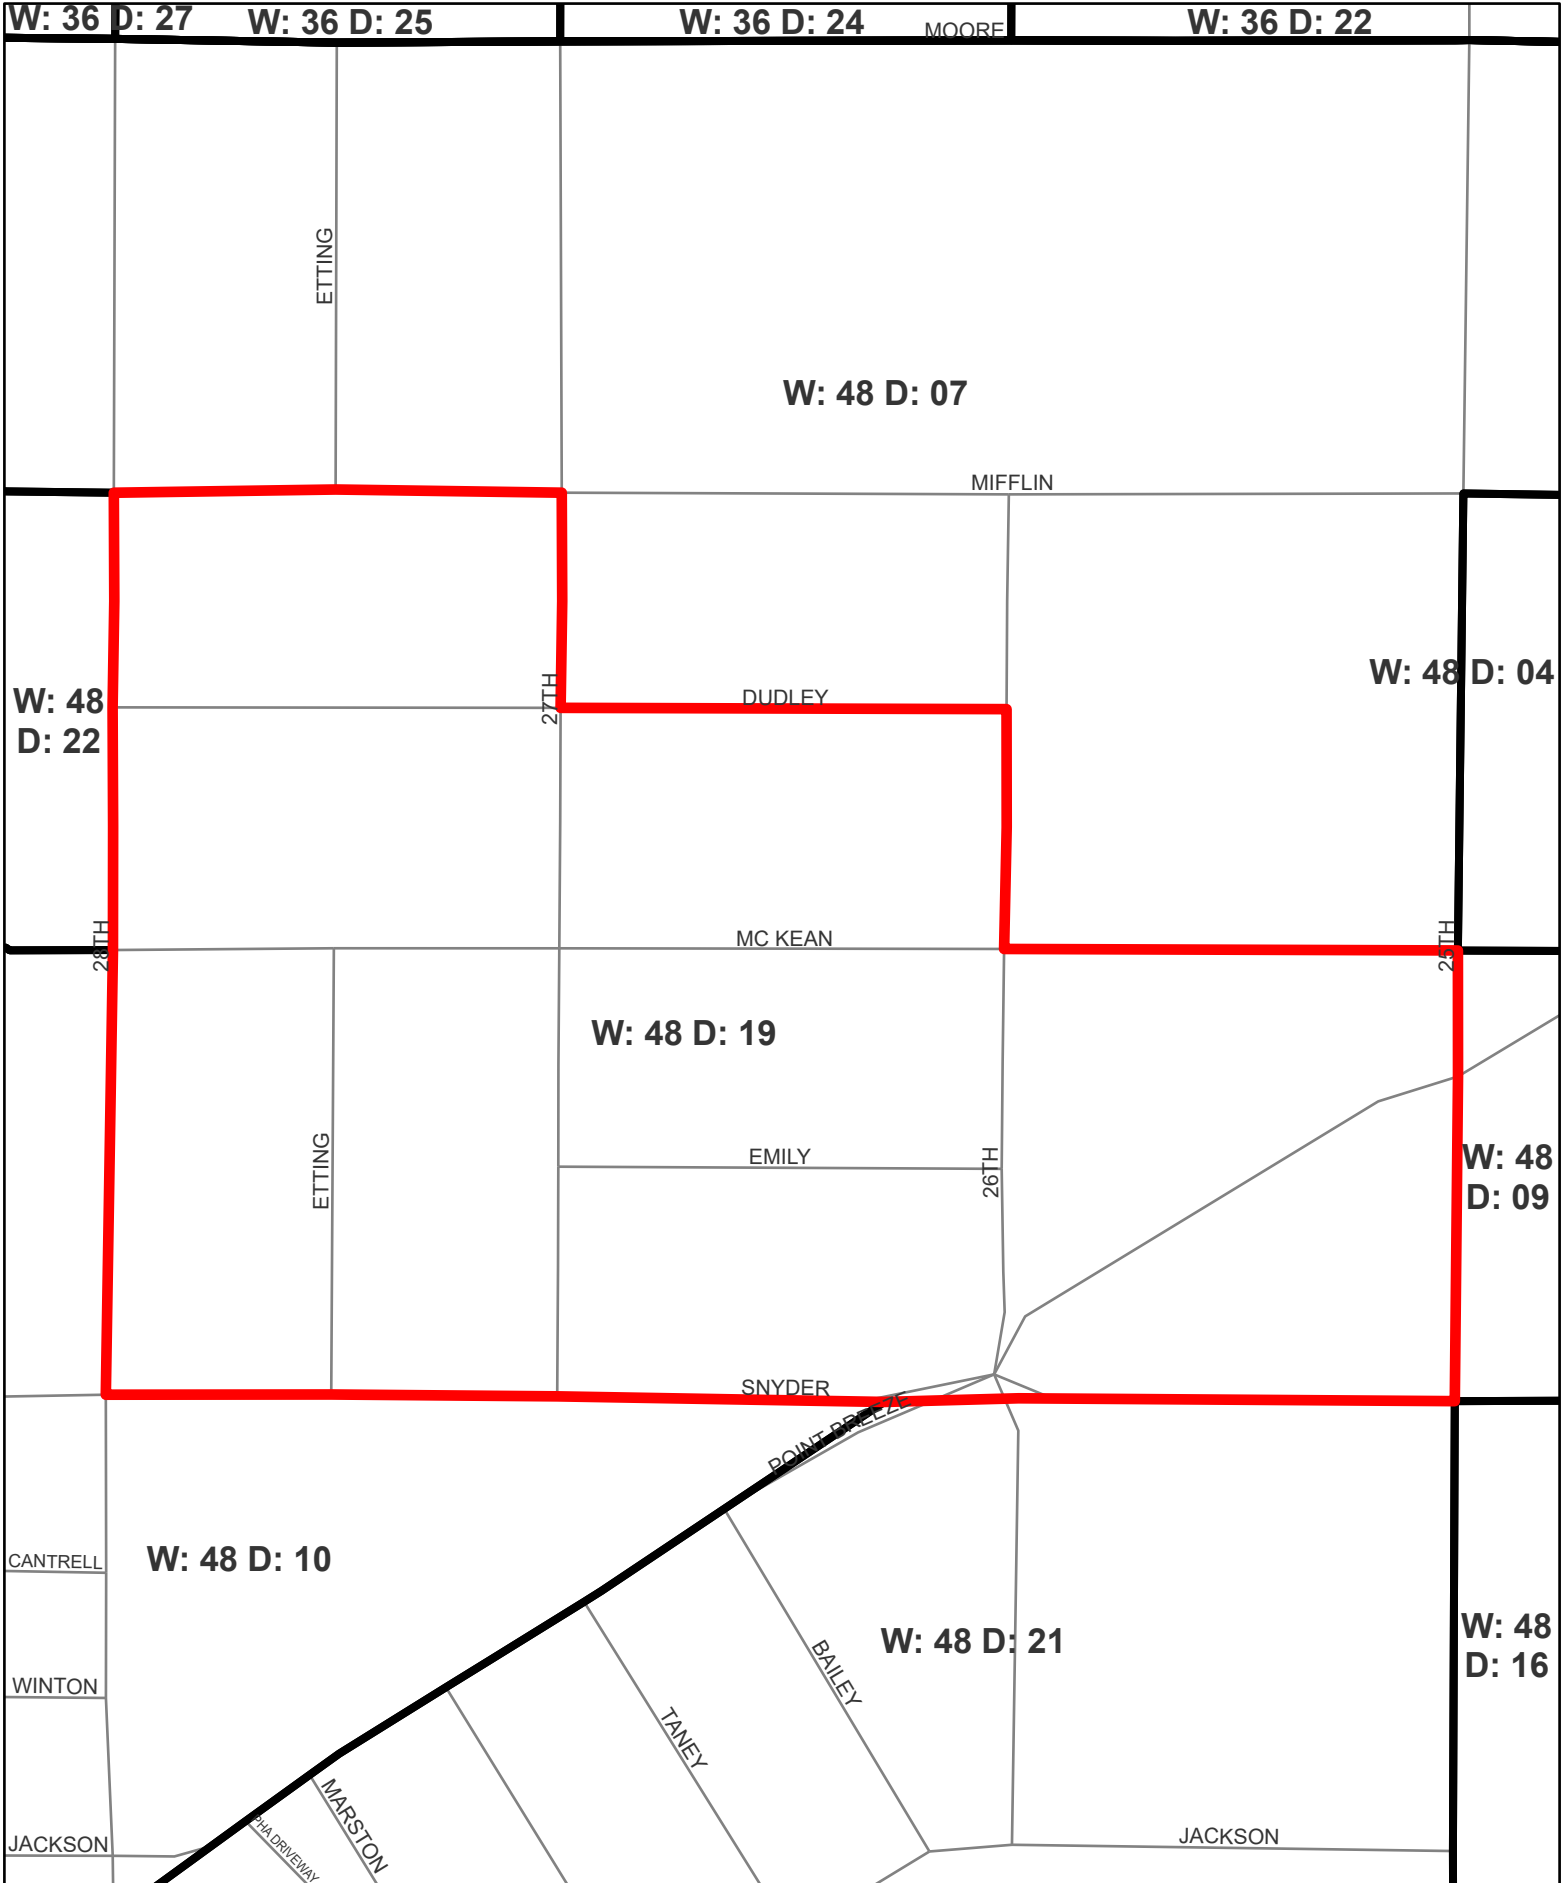 W: 36 D: 27
W: 36 D: 25
W: 36 D: 24
MOORE
W: 36 D: 22
ETTING
W: 48 D: 07
MIFFLIN
W: 48 D: 04
W: 48
D: 22
27TH
DUDLEY
28TH
MC KEAN
25TH
W: 48 D: 19
ETTING
EMILY
26TH
W: 48
D: 09
SNYDER
POINT BREEZE
CANTRELL
W: 48 D: 10
WINTON
W: 48 D: 21
BAILEY
W: 48
D: 16
TANEY
MARSTON
PHA DRIVEWAY
JACKSON
JACKSON